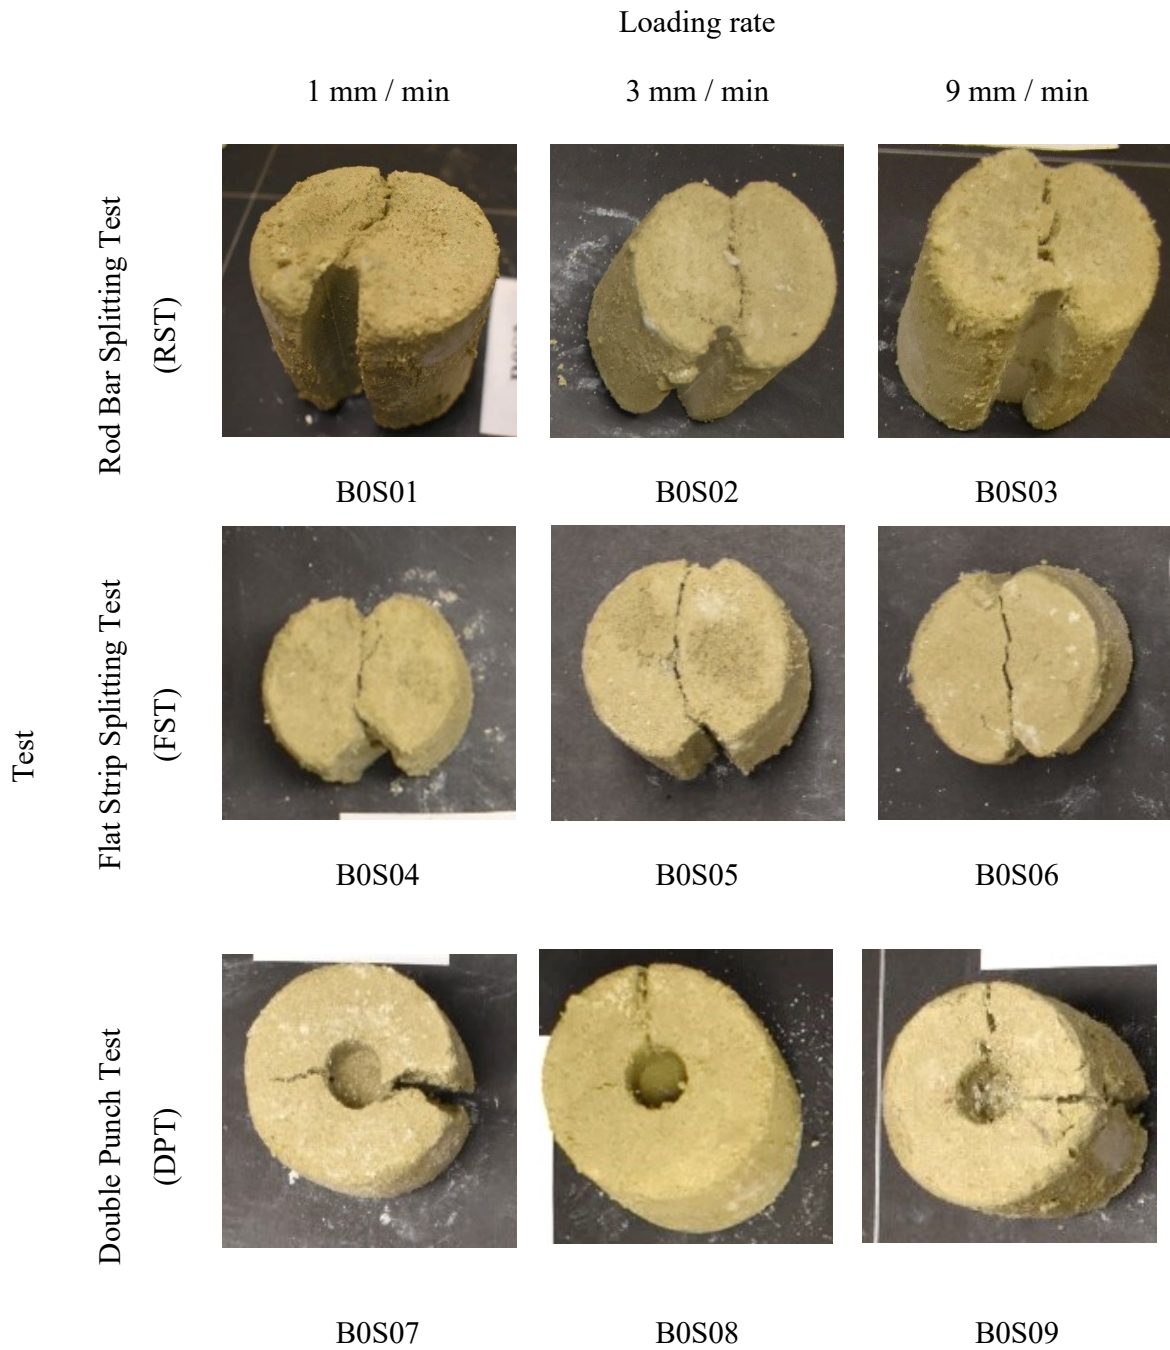 Loading rate
1 mm / min
3 mm / min
9 mm / min
Test
Rod Bar Splitting Test
(RST)
B0S01
B0S02
B0S03
Flat Strip Splitting Test
(FST)
B0S04
B0S05
B0S06
Double Punch Test
(DPT)
B0S07
B0S08
B0S09